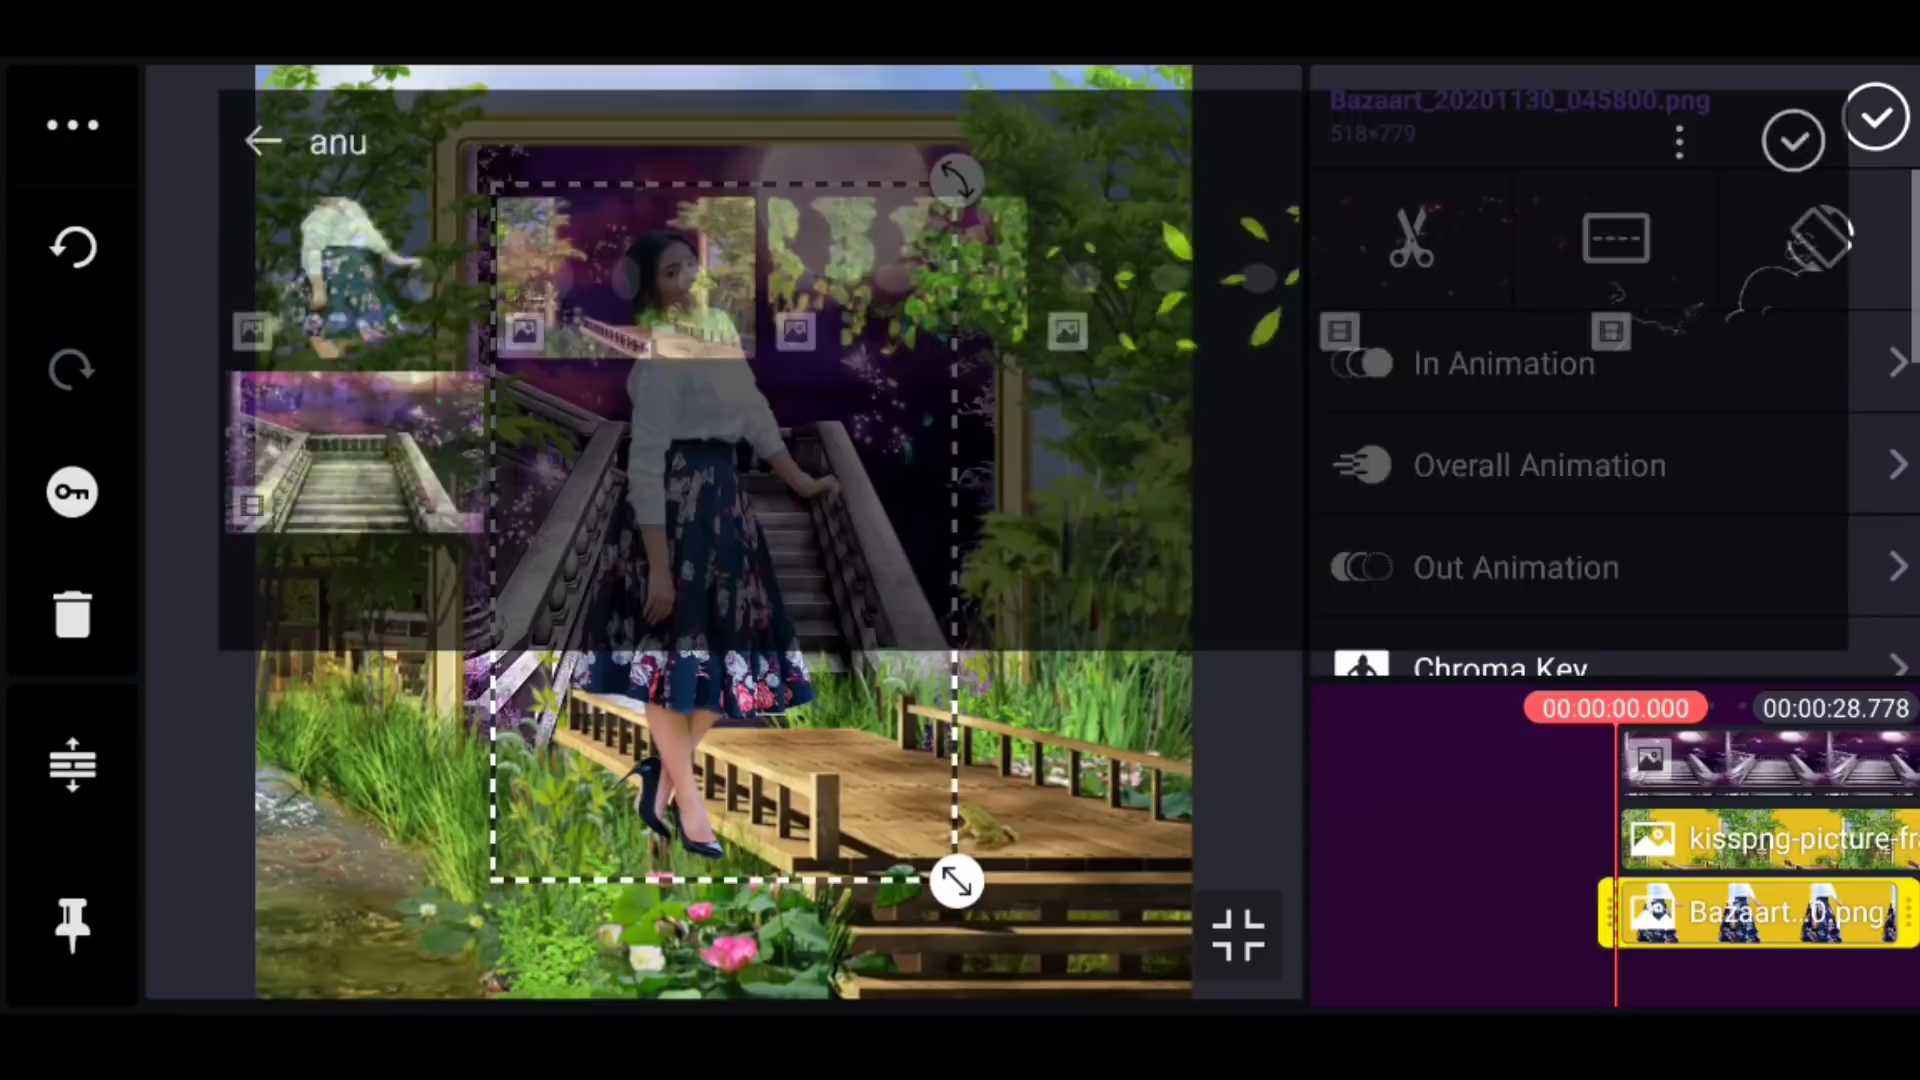 anu
Bazaart_20201130_045800.png
518×779
In Animation
Overall Animation
Out Animation
Chroma Key
00:00:00.000
00:00:28.778
kisspng-picture-fr
Bazaart...0.png